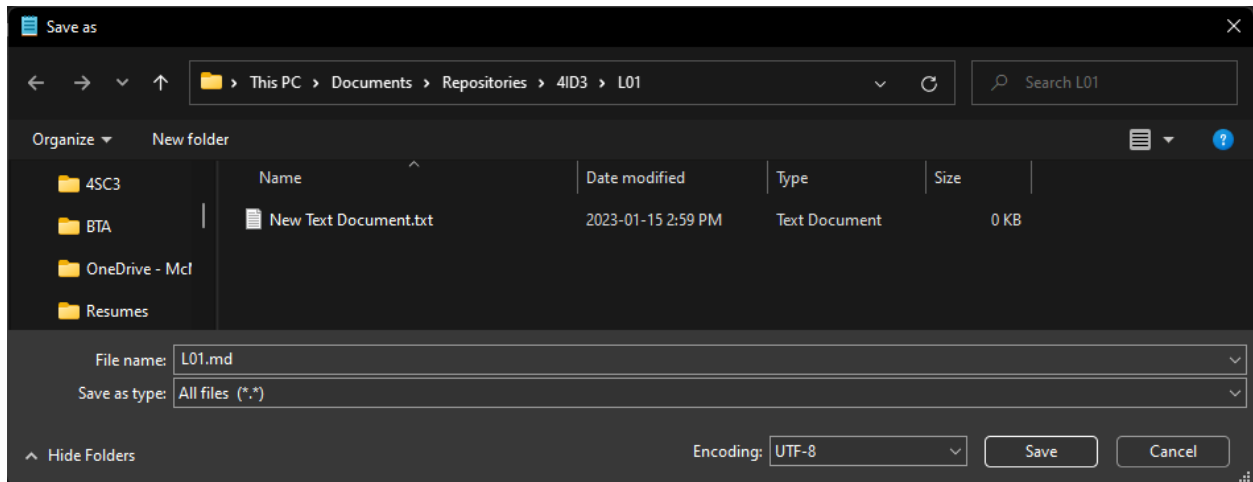 Save as
This PC > Documents > Repositories > 4ID3 > L01
Search L01
Organize
New folder
Name
Date modified
Type
Size
4SC3
New Text Document.txt
2023-01-15 2:59 PM
Text Document
0 KB
BTA
OneDrive - McM
Resumes
File name: L01.md
Save as type: All files (*.*)
Hide Folders
Encoding: UTF-8
Save
Cancel